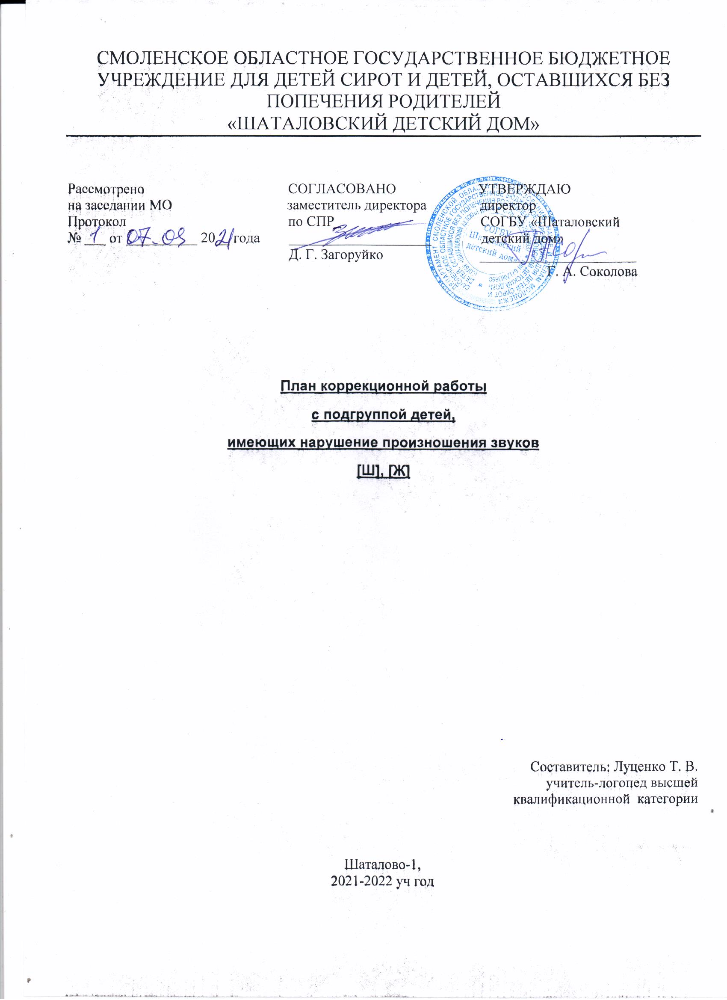 СМОЛЕНСКОЕ ОБЛАСТНОЕ ГОСУДАРСТВЕННОЕ БЮДЖЕТНОЕ
УЧРЕЖДЕНИЕ ДЛЯ ДЕТЕЙ СИРОТ И ДЕТЕЙ, ОСТАВШИХСЯ БЕЗ
ПОПЕЧЕНИЯ РОДИТЕЛЕЙ
«ШАТАЛОВСКИЙ ДЕТСКИЙ ДОМ»
Рассмотрено
на заседании МО
Протокол
№ 1 от 07.09 2021 года
СОГЛАСОВАНО
заместитель директора
по СПР
Д. Г. Загоруйко
УТВЕРЖДАЮ
директор
СОГБУ «Шаталовский
детский дом»
Г. А. Соколова
СОГБУ
Шаталовский
детский дом»
План коррекционной работы
с подгруппой детей,
имеющих нарушение произношения звуков
[Ш], [Ж]
Составитель: Луценко Т. В.
учитель-логопед высшей
квалификационной  категории
Шаталово-1,
2021-2022 уч год